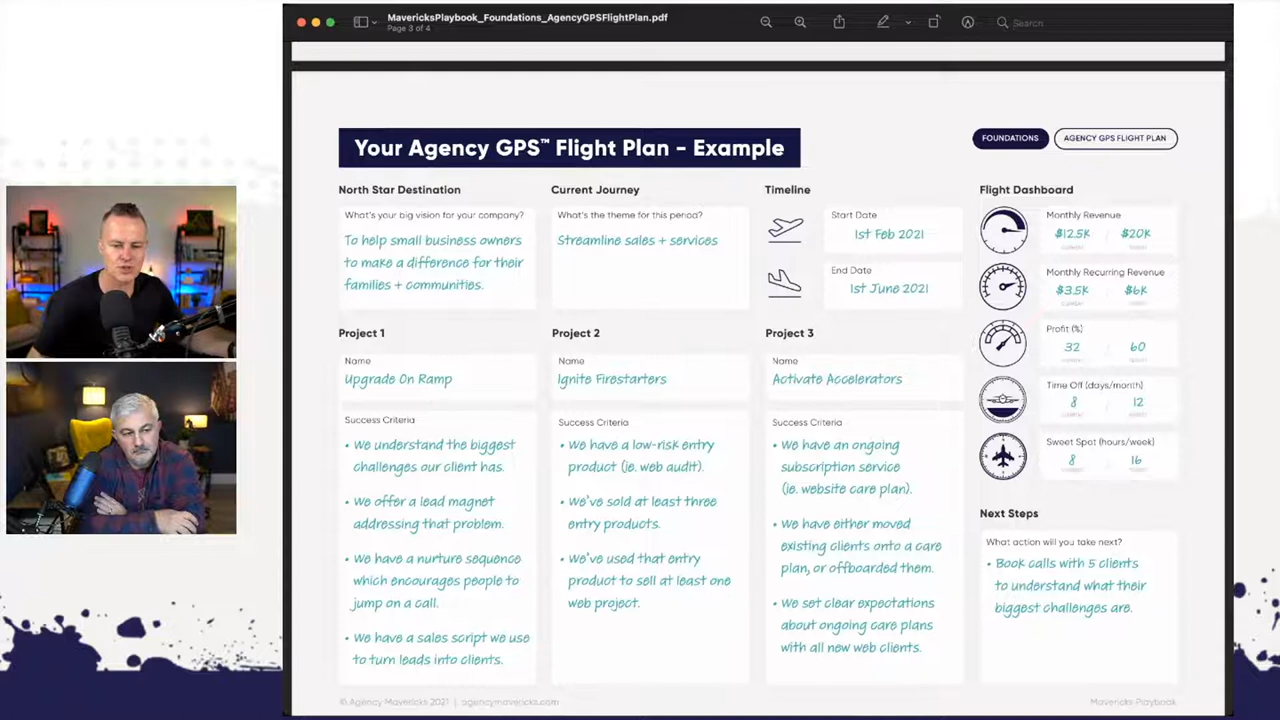 MavericksPlaybook_Foundations_AgencyGPSFlightPlan.pdf
Page 3 of 4
Search
Your Agency GPS™ Flight Plan - Example
FOUNDATIONS
AGENCY GPS FLIGHT PLAN
North Star Destination
What's your big vision for your company?
To help small business owners
to make a difference for their
families + communities.
Current Journey
What's the theme for this period?
Streamline sales + services
Timeline
Start Date
1st Feb 2021
End Date
1st June 2021
Flight Dashboard
Monthly Revenue
$12.5K / $20K
Monthly Recurring Revenue
$3.5K / $6K
Profit (%)
32 60
Time Off (days/month)
8 12
Sweet Spot (hours/week)
8 16
Project 1
Name
Upgrade On Ramp
Success Criteria
• We understand the biggest
challenges our client has.
• We offer a lead magnet
addressing that problem.
• We have a nurture sequence
which encourages people to
jump on a call.
• We have a sales script we use
to turn leads into clients.
Project 2
Name
Ignite Firestarters
Success Criteria
• We have a low-risk entry
product (ie. web audit).
• We've sold at least three
entry products.
• We've used that entry
product to sell at least one
web project.
Project 3
Name
Activate Accelerators
Success Criteria
• We have an ongoing
subscription service
(ie. website care plan).
• We have either moved
existing clients onto a care
plan, or offboarded them.
• We set clear expectations
about ongoing care plans
with all new web clients.
Next Steps
What action will you take next?
• Book calls with 5 clients
to understand what their
biggest challenges are.
© Agency Mavericks 2021 | agencymavericks.com
Mavericks Playbook